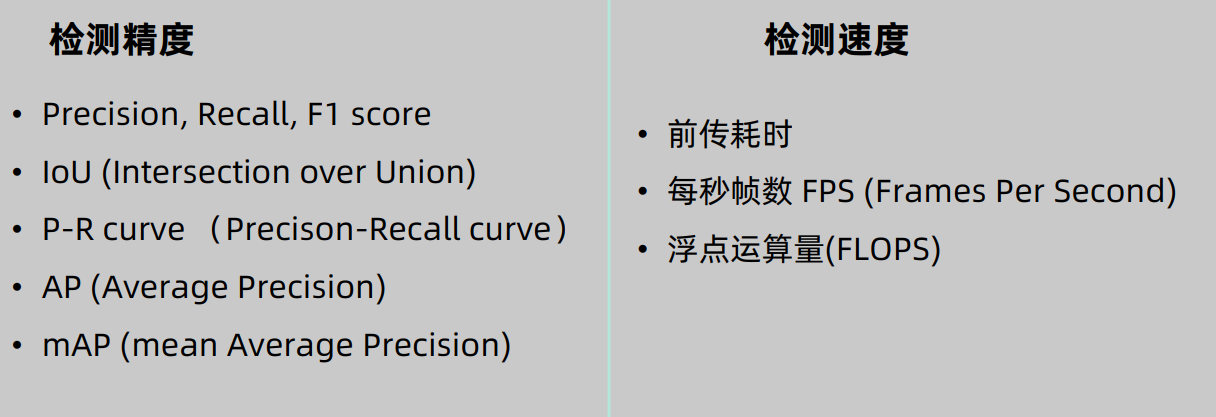 检测精度
• Precision, Recall, F1 score
• IoU (Intersection over Union)
• P-R curve （Precison-Recall curve）
• AP (Average Precision)
• mAP (mean Average Precision)
检测速度
• 前传耗时
• 每秒帧数 FPS (Frames Per Second)
• 浮点运算量(FLOPS)